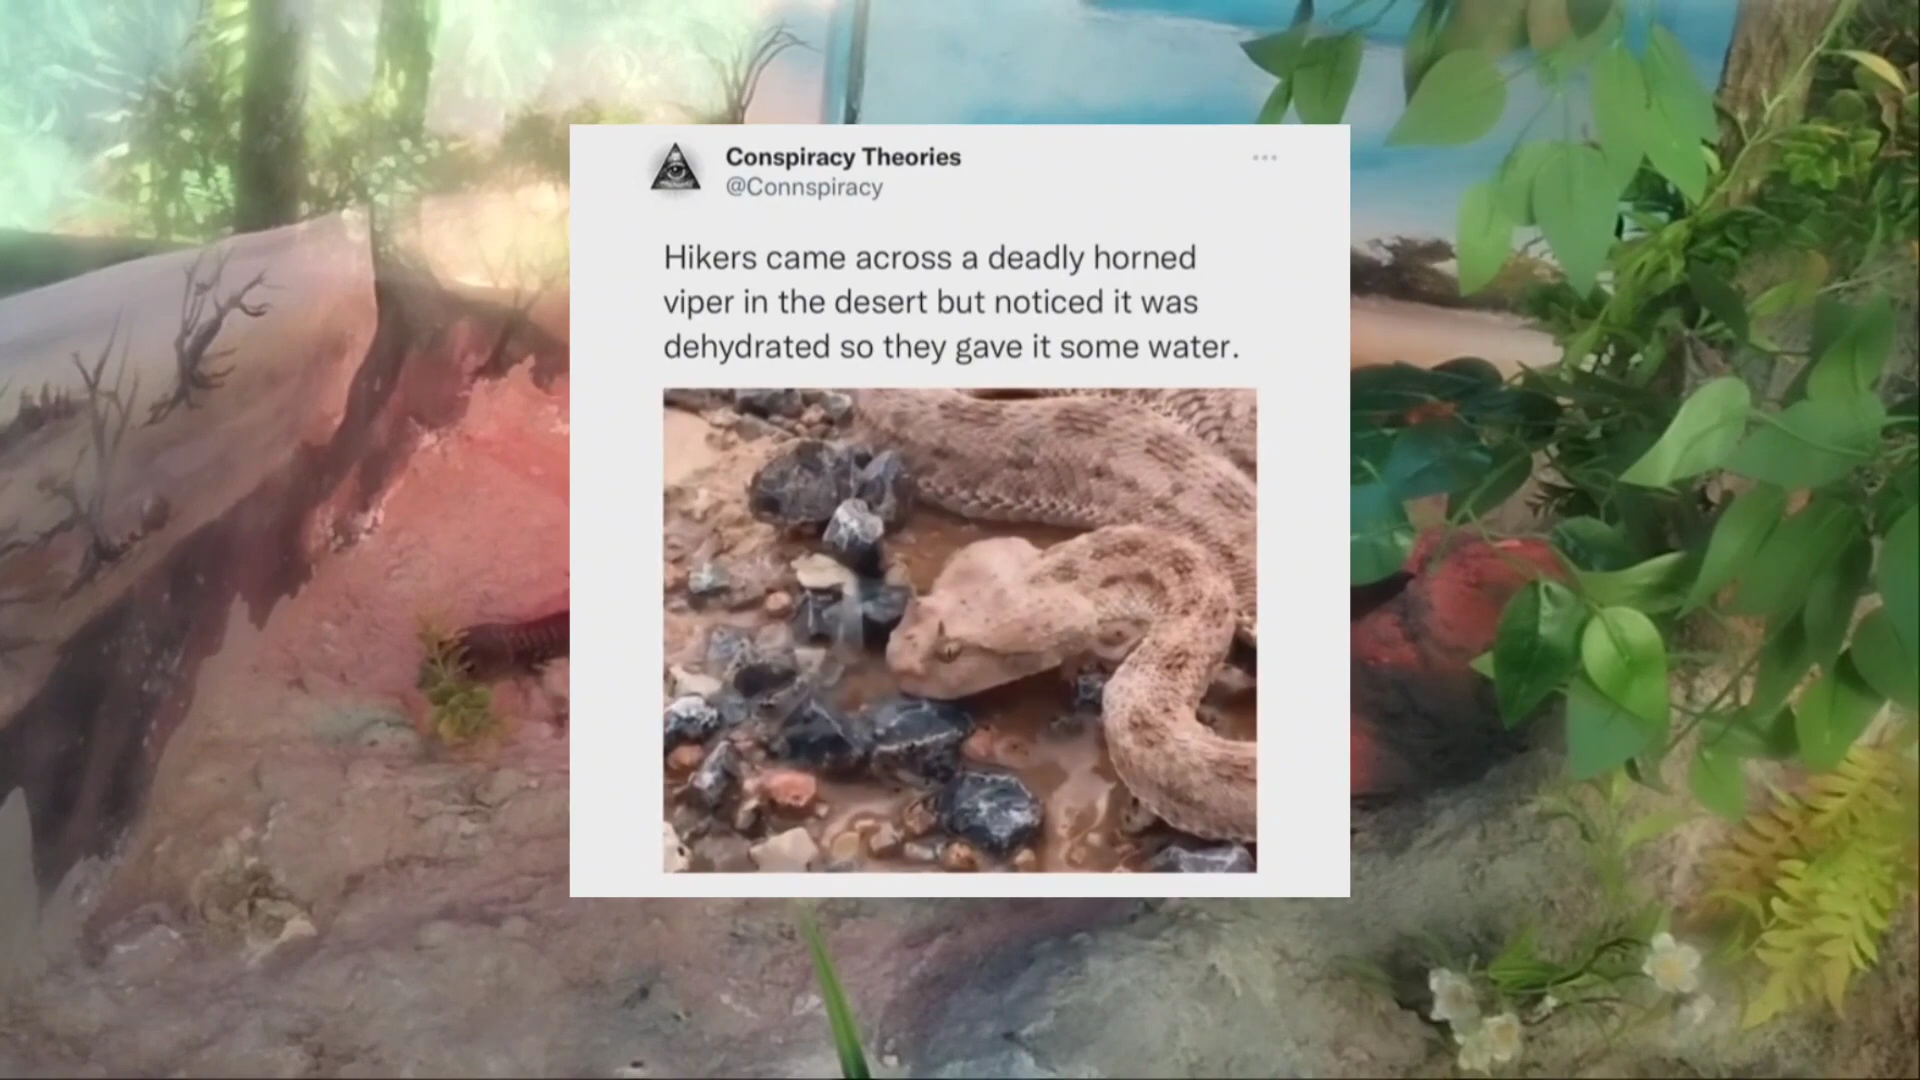 Conspiracy Theories
@Connspiracy
Hikers came across a deadly horned
viper in the desert but noticed it was
dehydrated so they gave it some water.